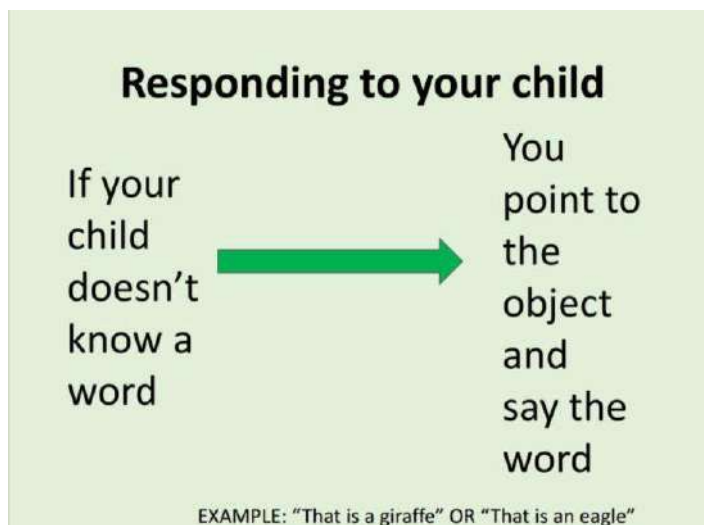 Responding to your child
If your
child
doesn't
know a
word
You
point to
the
object
and
say the
word
EXAMPLE: "That is a giraffe" OR "That is an eagle"